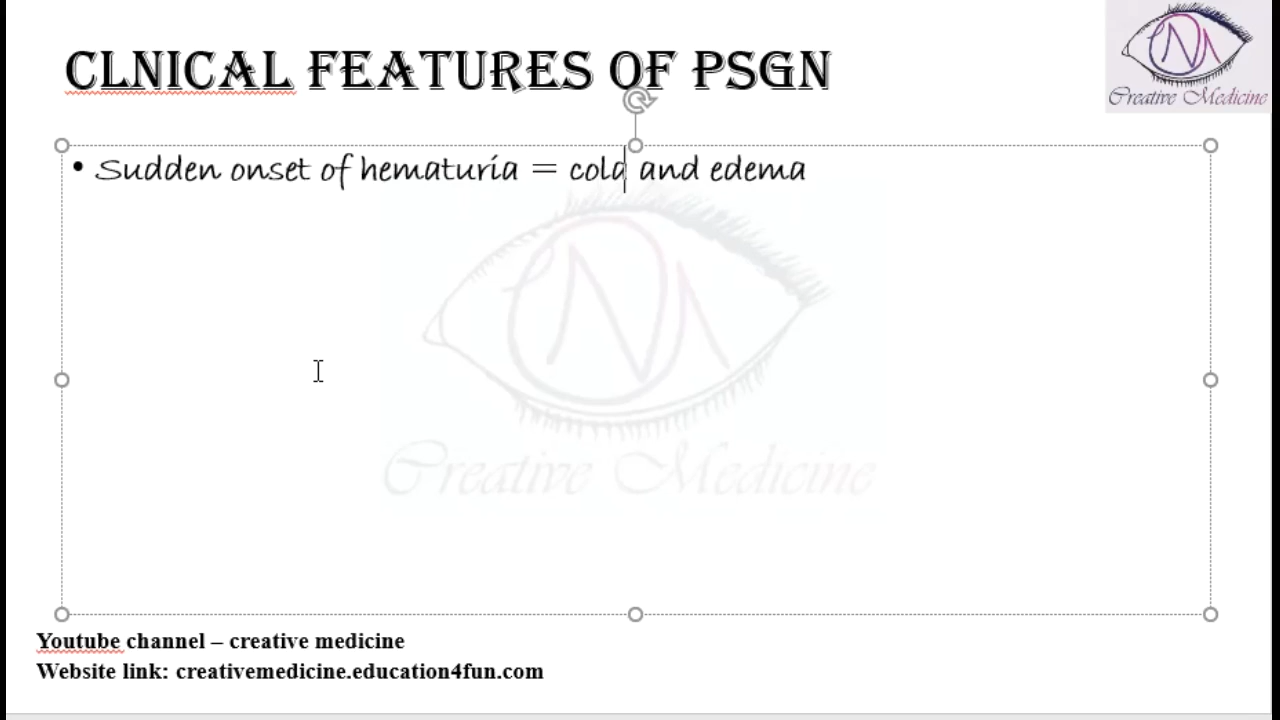 CLNICAL FEATURES OF PSGN
Creative Medicine
• Sudden onset of hematuria = cola and edema
Creative Medicine
Youtube channel – creative medicine
Website link: creativemedicine.education4fun.com